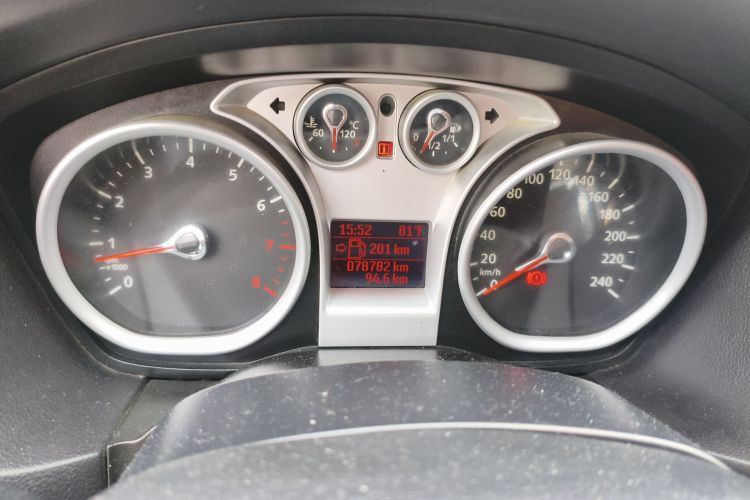 60 120 °C
0 1/2 1/1
0 1 2 3 4 5 6 7 8
rpm
x1000
0 20 40 60 80 100 120 140 160 180 200 220 240
km/h
15:52 81°F
201 km
078782 km
94.6 km